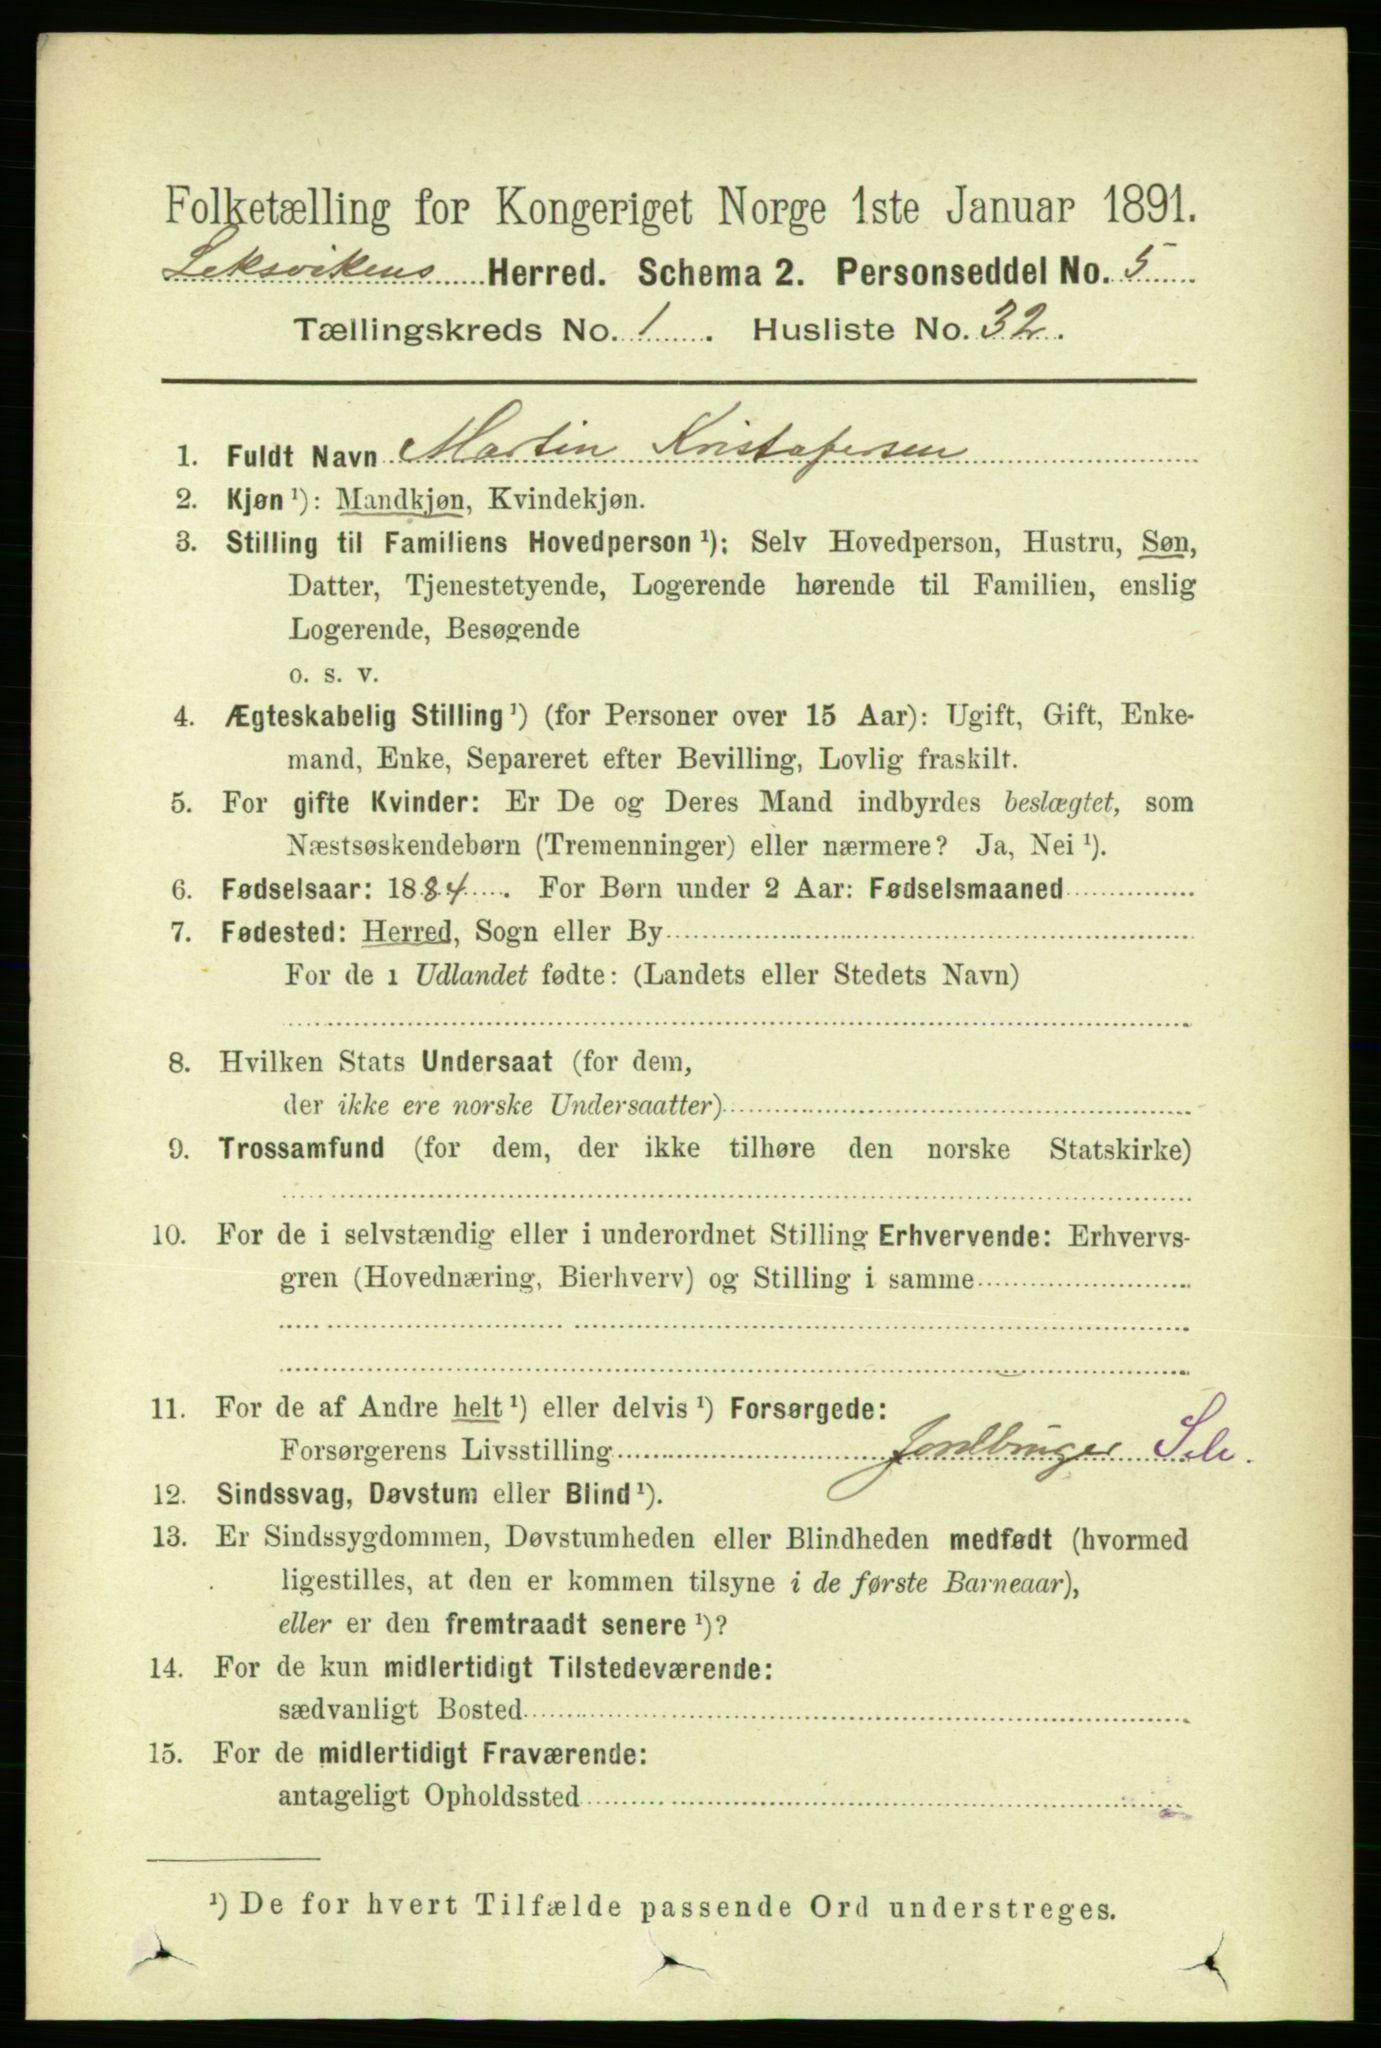 Folketælling for Kongeriget Norge 1ste Januar 1891.
Leksvikens Herred. Schema 2. Personseddel No. 5
Tællingskreds No. 1. Husliste No. 32.
1. Fuldt Navn Martin Kristofersen
2. Kjøn ¹): Mandkjøn, Kvindekjøn.
3. Stilling til Familiens Hovedperson ¹): Selv Hovedperson, Hustru, Søn,
Datter, Tjenestetyende, Logerende hørende til Familien, enslig
Logerende, Besøgende
o. s. v.
4. Ægteskabelig Stilling ¹) (for Personer over 15 Aar): Ugift, Gift, Enke-
mand, Enke, Separeret efter Bevilling, Lovlig fraskilt.
5. For gifte Kvinder: Er De og Deres Mand indbyrdes beslægtet, som
Næstsøskendebørn (Tremenninger) eller nærmere? Ja, Nei ¹).
6. Fødselsaar: 1884. For Børn under 2 Aar: Fødselsmaaned
7. Fødested: Herred, Sogn eller By
For de i Udlandet fødte: (Landets eller Stedets Navn)
8. Hvilken Stats Undersaat (for dem,
der ikke ere norske Undersaatter)
9. Trossamfund (for dem, der ikke tilhøre den norske Statskirke)
10. For de i selvstændig eller i underordnet Stilling Erhvervende: Erhvervs-
gren (Hovednæring, Bierhverv) og Stilling i samme
11. For de af Andre helt ¹) eller delvis ¹) Forsørgede:
Forsørgerens Livsstilling Jordbruger Sele.
12. Sindssvag, Døvstum eller Blind ¹).
13. Er Sindssygdommen, Døvstumheden eller Blindheden medfødt (hvormed
ligestilles, at den er kommen tilsyne i de første Barneaar),
eller er den fremtraadt senere ¹)?
14. For de kun midlertidigt Tilstedeværende:
sædvanligt Bosted
15. For de midlertidigt Fraværende:
antageligt Opholdssted
¹) De for hvert Tilfælde passende Ord understreges.